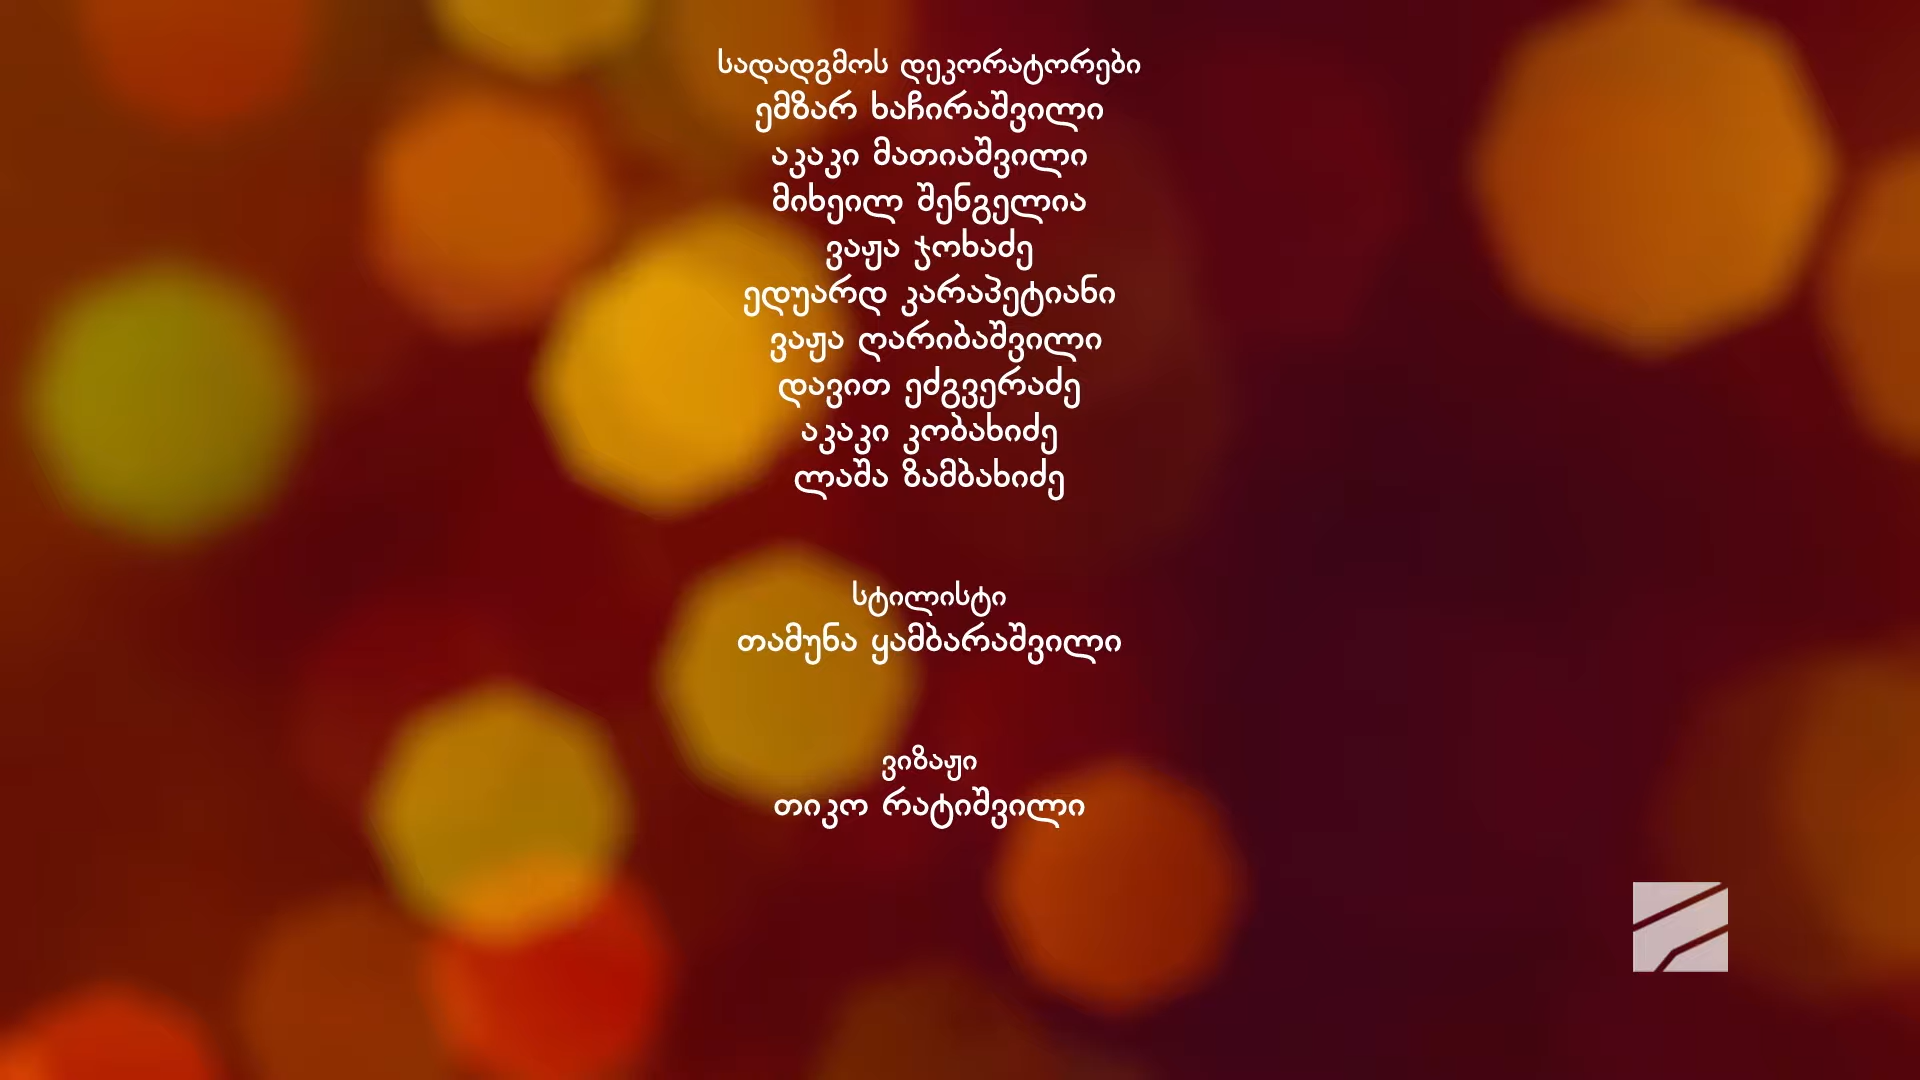 სადადგმოს დეკორატორები
ემზარ ხაჩირაშვილი
აკაკი მათიაშვილი
მიხეილ შენგელია
ვაჟა ჯოხაძე
ედუარდ კარაპეტიანი
ვაჟა ღარიბაშვილი
დავით ეძგვერაძე
აკაკი კობახიძე
ლაშა ზამბახიძე
სტილისტი
თამუნა ყამბარაშვილი
ვიზაჟი
თიკო რატიშვილი